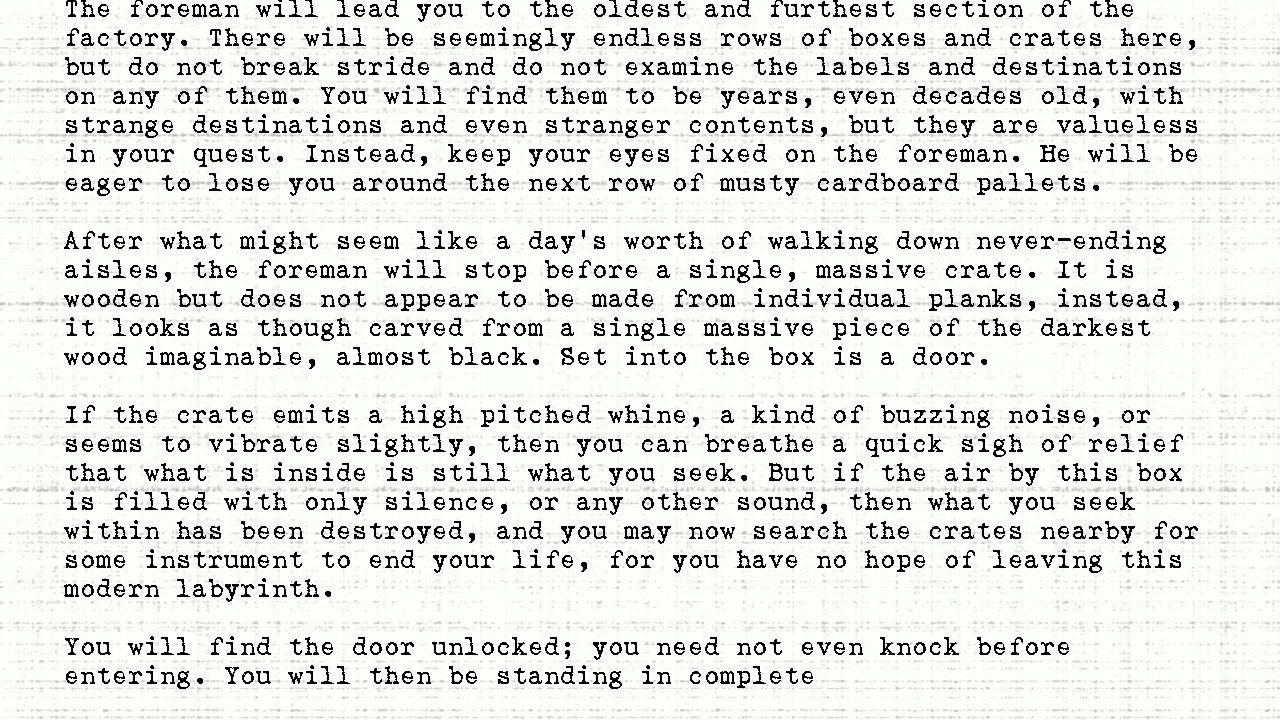 The foreman will lead you to the oldest and furthest section of the
factory. There will be seemingly endless rows of boxes and crates here,
but do not break stride and do not examine the labels and destinations
on any of them. You will find them to be years, even decades old, with
strange destinations and even stranger contents, but they are valueless
in your quest. Instead, keep your eyes fixed on the foreman. He will be
eager to lose you around the next row of musty cardboard pallets.

After what might seem like a day's worth of walking down never-ending
aisles, the foreman will stop before a single, massive crate. It is
wooden but does not appear to be made from individual planks, instead,
it looks as though carved from a single massive piece of the darkest
wood imaginable, almost black. Set into the box is a door.

If the crate emits a high pitched whine, a kind of buzzing noise, or
seems to vibrate slightly, then you can breathe a quick sigh of relief
that what is inside is still what you seek. But if the air by this box
is filled with only silence, or any other sound, then what you seek
within has been destroyed, and you may now search the crates nearby for
some instrument to end your life, for you have no hope of leaving this
modern labyrinth.

You will find the door unlocked; you need not even knock before
entering. You will then be standing in complete